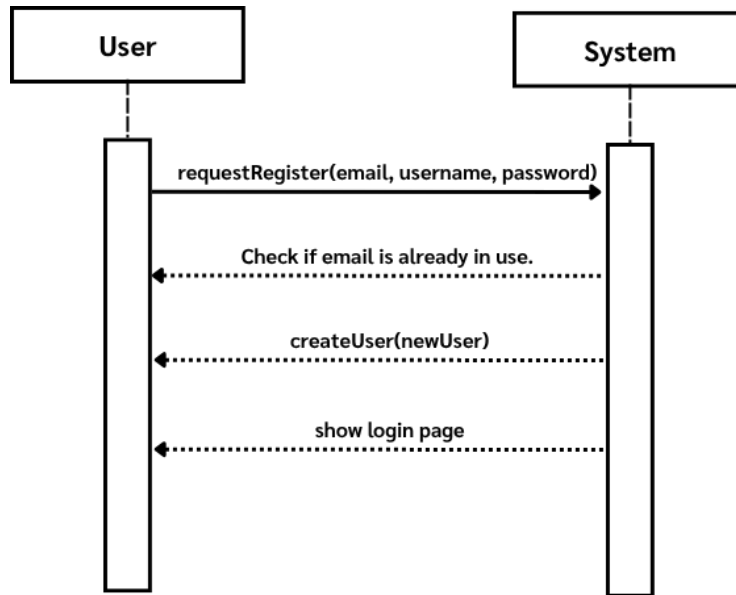 User
System
requestRegister(email, username, password)
Check if email is already in use.
createUser(newUser)
show login page